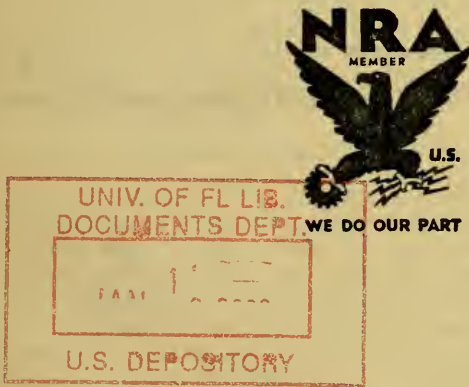 NRA
MEMBER
U.S.
WE DO OUR PART
UNIV. OF FL LIB.
DOCUMENTS DEPT.
U.S. DEPOSITORY